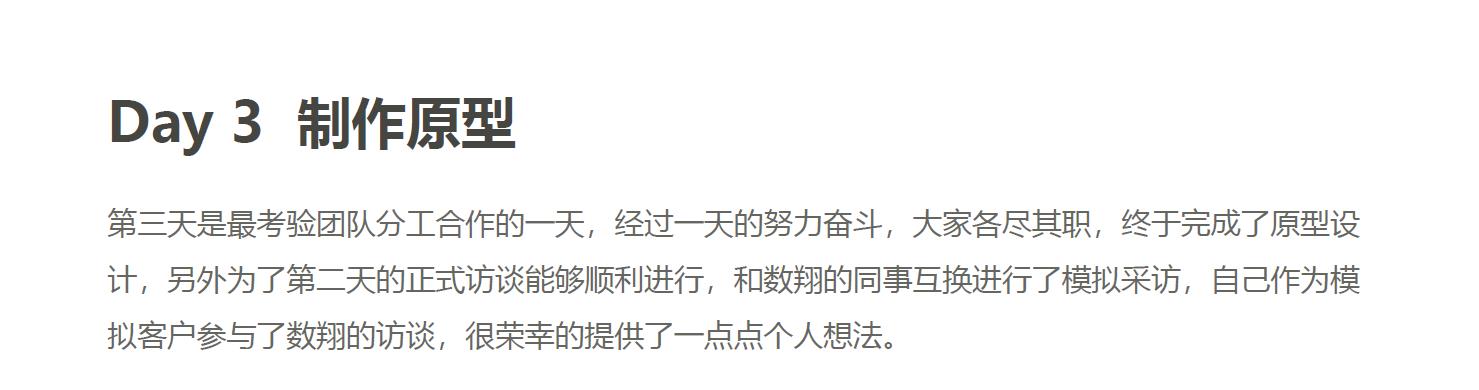 Day 3 制作原型
第三天是最考验团队分工合作的一天，经过一天的努力奋斗，大家各尽其职，终于完成了原型设
计，另外为了第二天的正式访谈能够顺利进行，和数翔的同事互换进行了模拟采访，自己作为模
拟客户参与了数翔的访谈，很荣幸的提供了一点点个人想法。